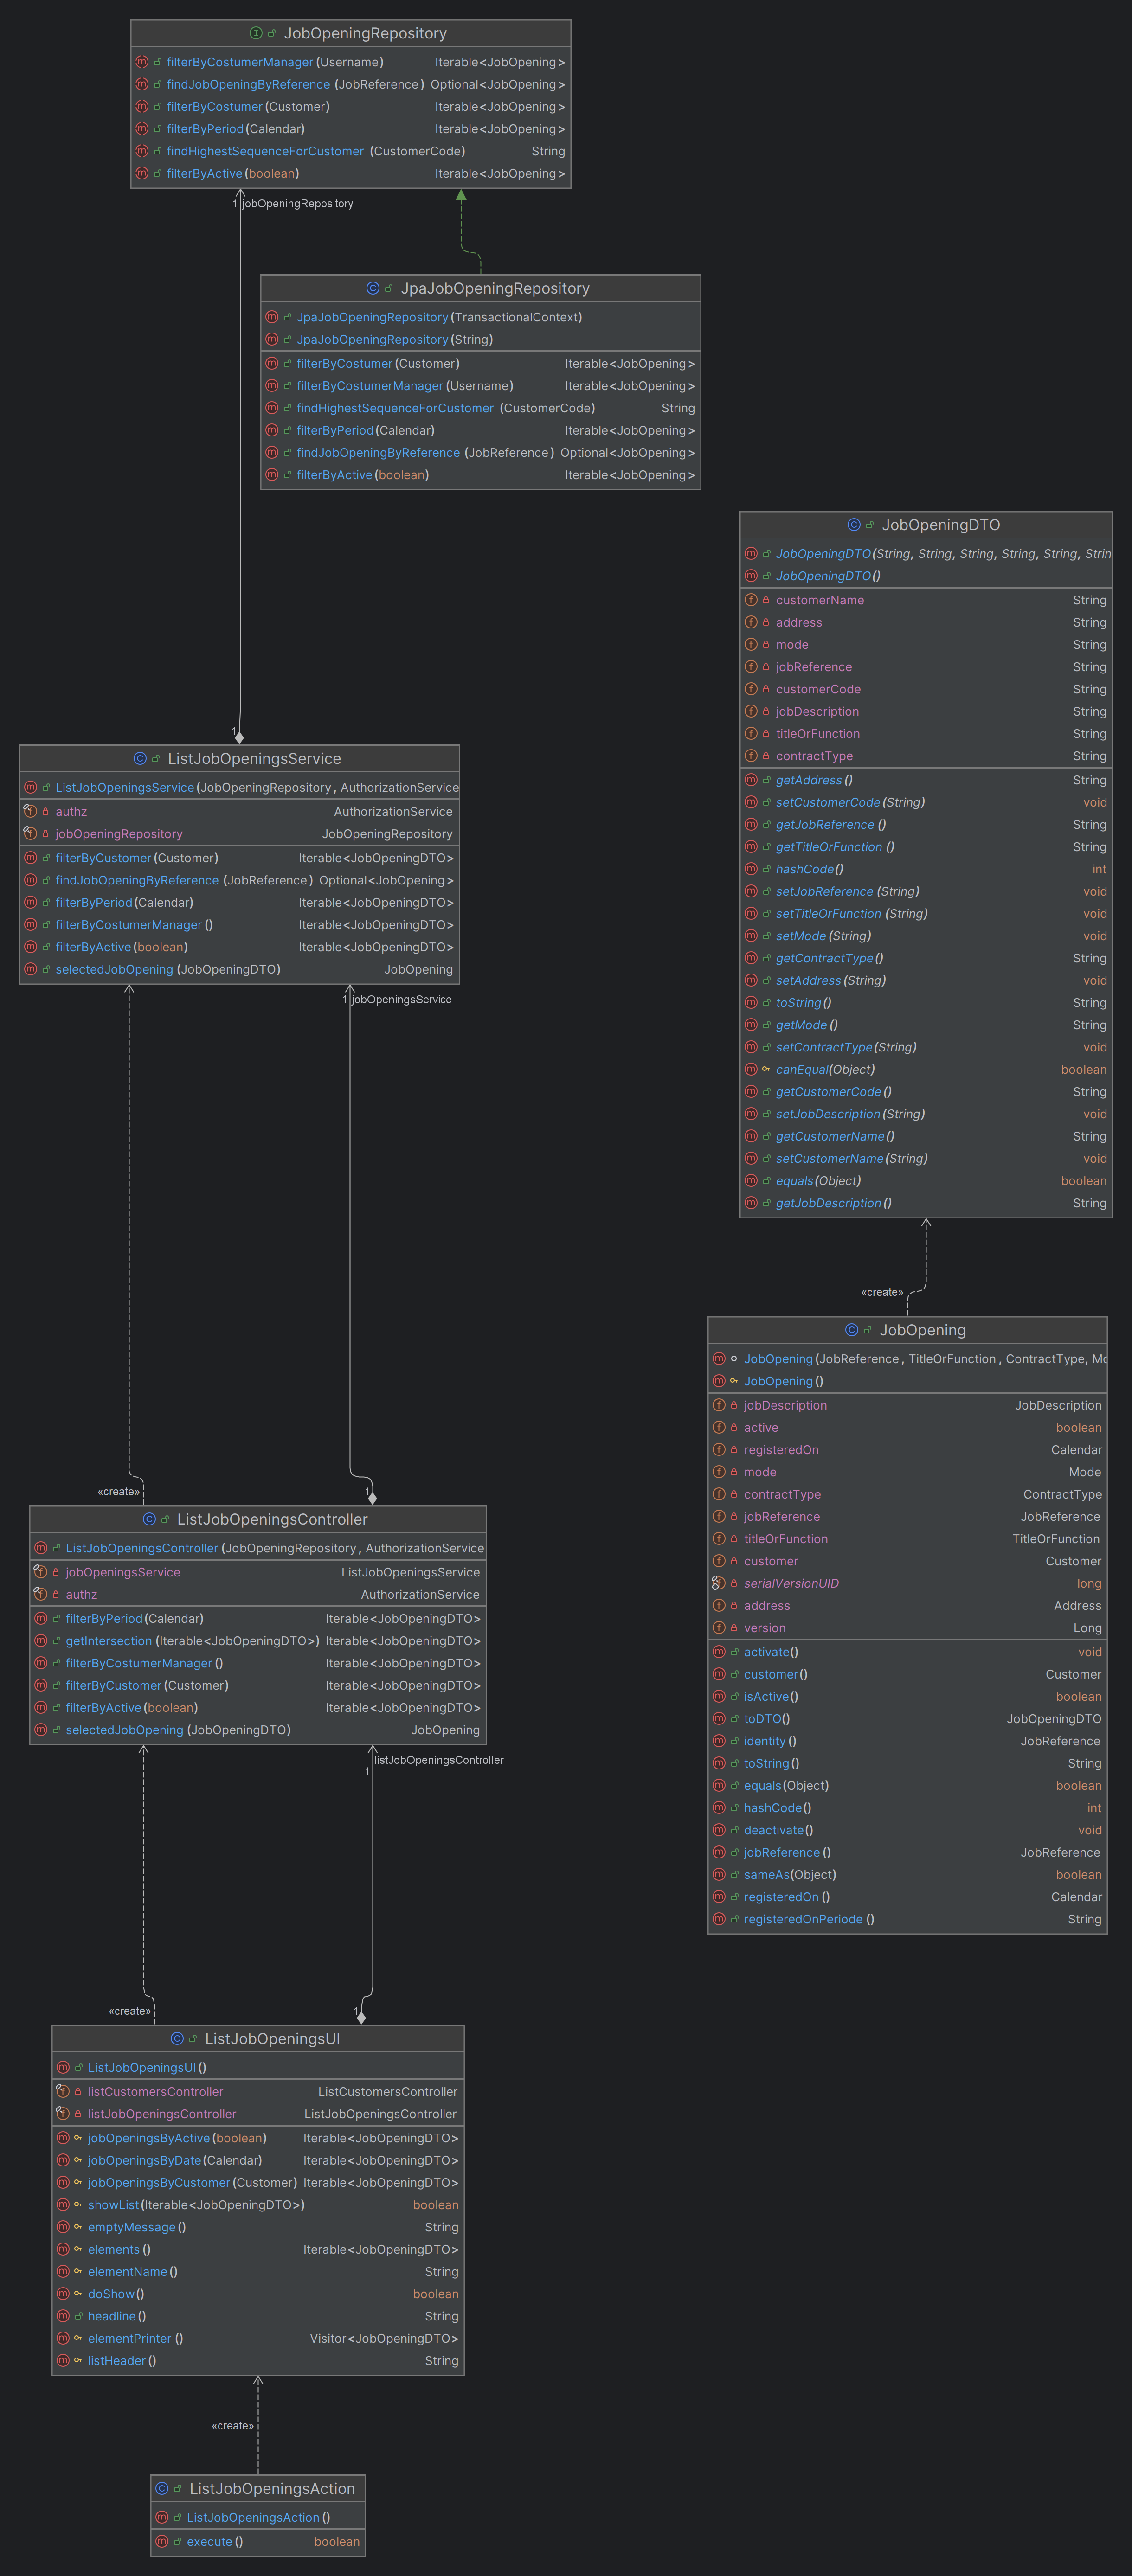 JobOpeningRepository
filterByCostumerManager(Username) Iterable<JobOpening>
findJobOpeningByReference (JobReference) Optional<JobOpening>
filterByCostumer(Customer) Iterable<JobOpening>
filterByPeriod(Calendar) Iterable<JobOpening>
findHighestSequenceForCustomer (CustomerCode) String
filterByActive(boolean) Iterable<JobOpening>
1 jobOpeningRepository
JpaJobOpeningRepository
JpaJobOpeningRepository(TransactionalContext)
JpaJobOpeningRepository(String)
filterByCostumer(Customer) Iterable<JobOpening>
filterByCostumerManager(Username) Iterable<JobOpening>
findHighestSequenceForCustomer (CustomerCode) String
filterByPeriod(Calendar) Iterable<JobOpening>
findJobOpeningByReference (JobReference) Optional<JobOpening>
filterByActive(boolean) Iterable<JobOpening>
JobOpeningDTO
JobOpeningDTO(String, String, String, String, String, Strin
JobOpeningDTO()
customerName String
address String
mode String
jobReference String
customerCode String
jobDescription String
titleOrFunction String
contractType String
getAddress() String
setCustomerCode(String) void
getJobReference() String
getTitleOrFunction() String
hashCode() int
setJobReference(String) void
setTitleOrFunction(String) void
setMode(String) void
getContractType() String
setAddress(String) void
toString() String
getMode() String
setContractType(String) void
canEqual(Object) boolean
getCustomerCode() String
setJobDescription(String) void
getCustomerName() String
setCustomerName(String) void
equals(Object) boolean
getJobDescription() String
1
ListJobOpeningsService
ListJobOpeningsService(JobOpeningRepository, AuthorizationService
authz AuthorizationService
jobOpeningRepository JobOpeningRepository
filterByCustomer(Customer) Iterable<JobOpeningDTO>
findJobOpeningByReference (JobReference) Optional<JobOpening>
filterByPeriod(Calendar) Iterable<JobOpeningDTO>
filterByCostumerManager() Iterable<JobOpeningDTO>
filterByActive(boolean) Iterable<JobOpeningDTO>
selectedJobOpening(JobOpeningDTO) JobOpening
1 jobOpeningsService
«create»
JobOpening
JobOpening(JobReference, TitleOrFunction, ContractType, Mo
JobOpening()
jobDescription JobDescription
active boolean
registeredOn Calendar
mode Mode
contractType ContractType
jobReference JobReference
titleOrFunction TitleOrFunction
customer Customer
serialVersionUID long
address Address
version Long
activate() void
customer() Customer
isActive() boolean
toDTO() JobOpeningDTO
identity() JobReference
toString() String
equals(Object) boolean
hashCode() int
deactivate() void
jobReference() JobReference
sameAs(Object) boolean
registeredOn() Calendar
registeredOnPeriode() String
«create»
1
ListJobOpeningsController
ListJobOpeningsController(JobOpeningRepository, AuthorizationService
jobOpeningsService ListJobOpeningsService
authz AuthorizationService
filterByPeriod(Calendar) Iterable<JobOpeningDTO>
getIntersection(Iterable<JobOpeningDTO>) Iterable<JobOpeningDTO>
filterByCostumerManager() Iterable<JobOpeningDTO>
filterByCustomer(Customer) Iterable<JobOpeningDTO>
filterByActive(boolean) Iterable<JobOpeningDTO>
selectedJobOpening(JobOpeningDTO) JobOpening
listJobOpeningsController
1
«create»
1
ListJobOpeningsUI
ListJobOpeningsUI()
listCustomersController ListCustomersController
listJobOpeningsController ListJobOpeningsController
jobOpeningsByActive(boolean) Iterable<JobOpeningDTO>
jobOpeningsByDate(Calendar) Iterable<JobOpeningDTO>
jobOpeningsByCustomer(Customer) Iterable<JobOpeningDTO>
showList(Iterable<JobOpeningDTO>) boolean
emptyMessage() String
elements() Iterable<JobOpeningDTO>
elementName() String
doShow() boolean
headline() String
elementPrinter() Visitor<JobOpeningDTO>
listHeader() String
«create»
ListJobOpeningsAction
ListJobOpeningsAction()
execute() boolean